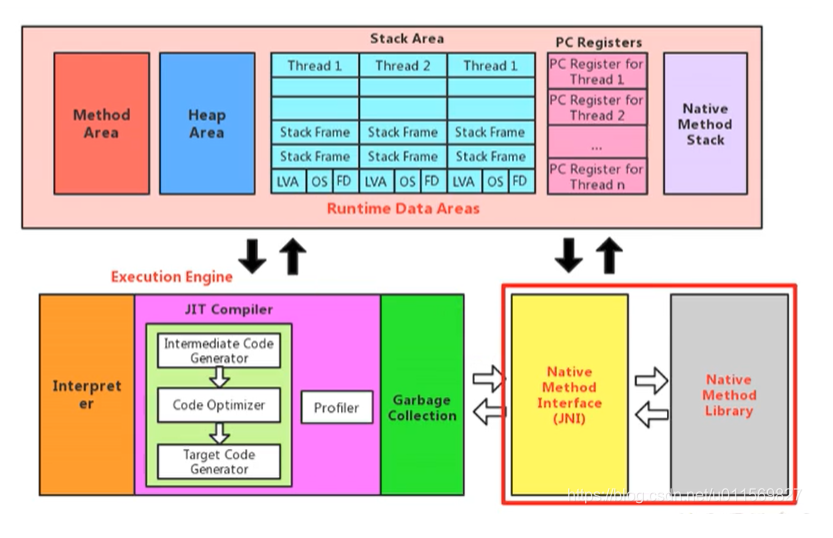 Stack Area
PC Registers
Method
Area
Heap
Area
Thread 1
Thread 2
Thread 1
Stack Frame
Stack Frame
Stack Frame
Stack Frame
Stack Frame
Stack Frame
LVA
OS
FD
LVA
OS
FD
LVA
OS
FD
PC Register for
Thread 1
PC Register for
Thread 2
...
PC Register for
Thread n
Native
Method
Stack
Runtime Data Areas
Execution Engine
Interpret
er
JIT Compiler
Intermediate Code
Generator
Code Optimizer
Target Code
Generator
Profiler
Garbage
Collection
Native
Method
Interface
(JNI)
Native
Method
Library